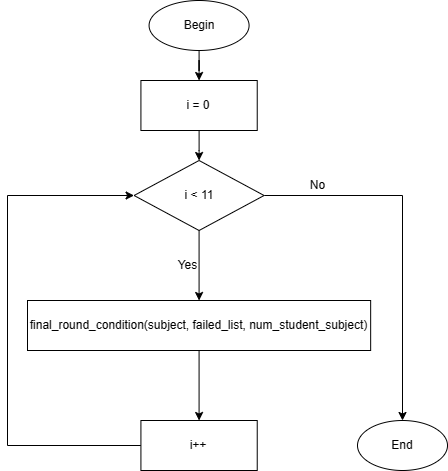 Begin
i = 0
i < 11
No
Yes
final_round_condition(subject, failed_list, num_student_subject)
i++
End